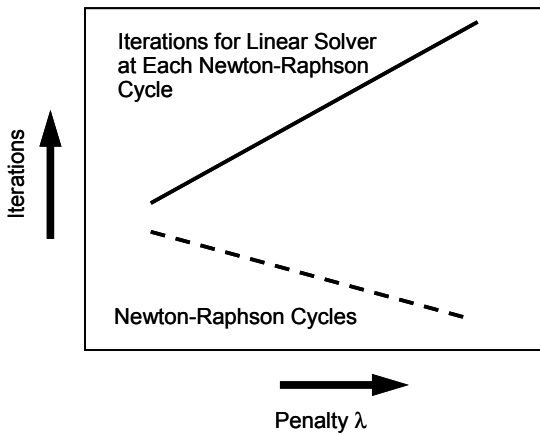 Iterations for Linear Solver
at Each Newton-Raphson
Cycle
Iterations
Newton-Raphson Cycles
Penalty λ